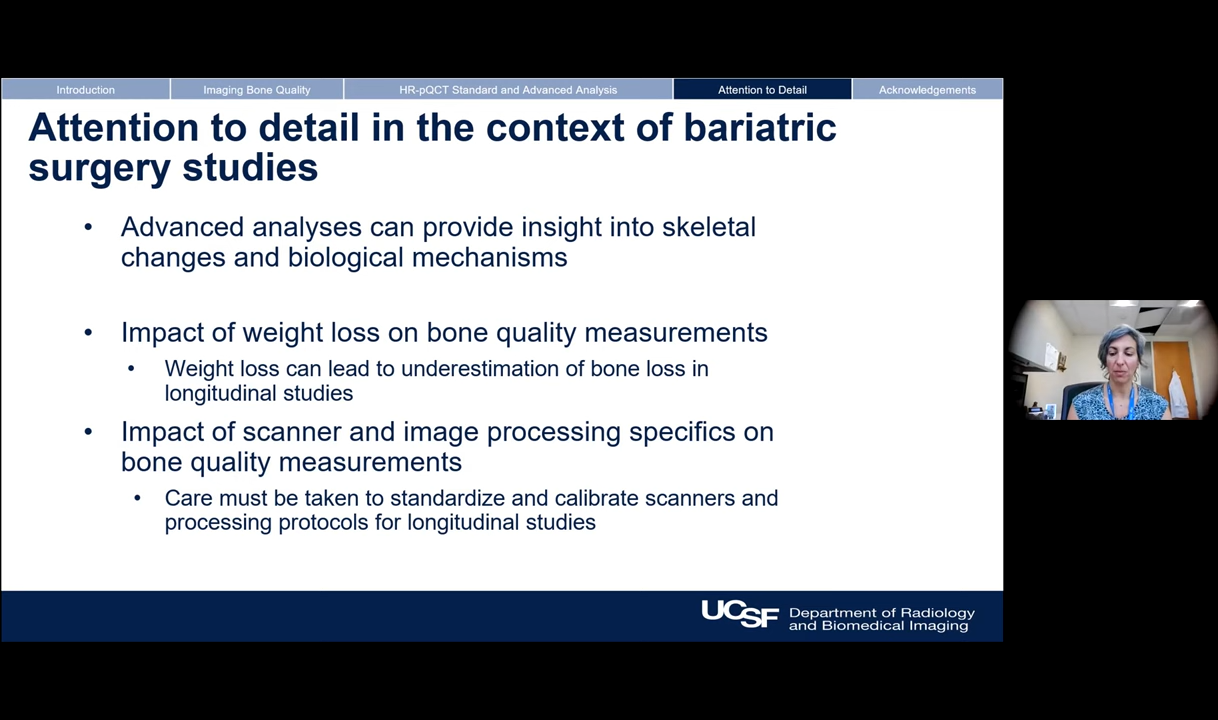 Introduction
Imaging Bone Quality
HR-pQCT Standard and Advanced Analysis
Attention to Detail
Acknowledgements
Attention to detail in the context of bariatric
surgery studies
• Advanced analyses can provide insight into skeletal
changes and biological mechanisms
• Impact of weight loss on bone quality measurements
• Weight loss can lead to underestimation of bone loss in
longitudinal studies
• Impact of scanner and image processing specifics on
bone quality measurements
• Care must be taken to standardize and calibrate scanners and
processing protocols for longitudinal studies
UCSF
Department of Radiology
and Biomedical Imaging